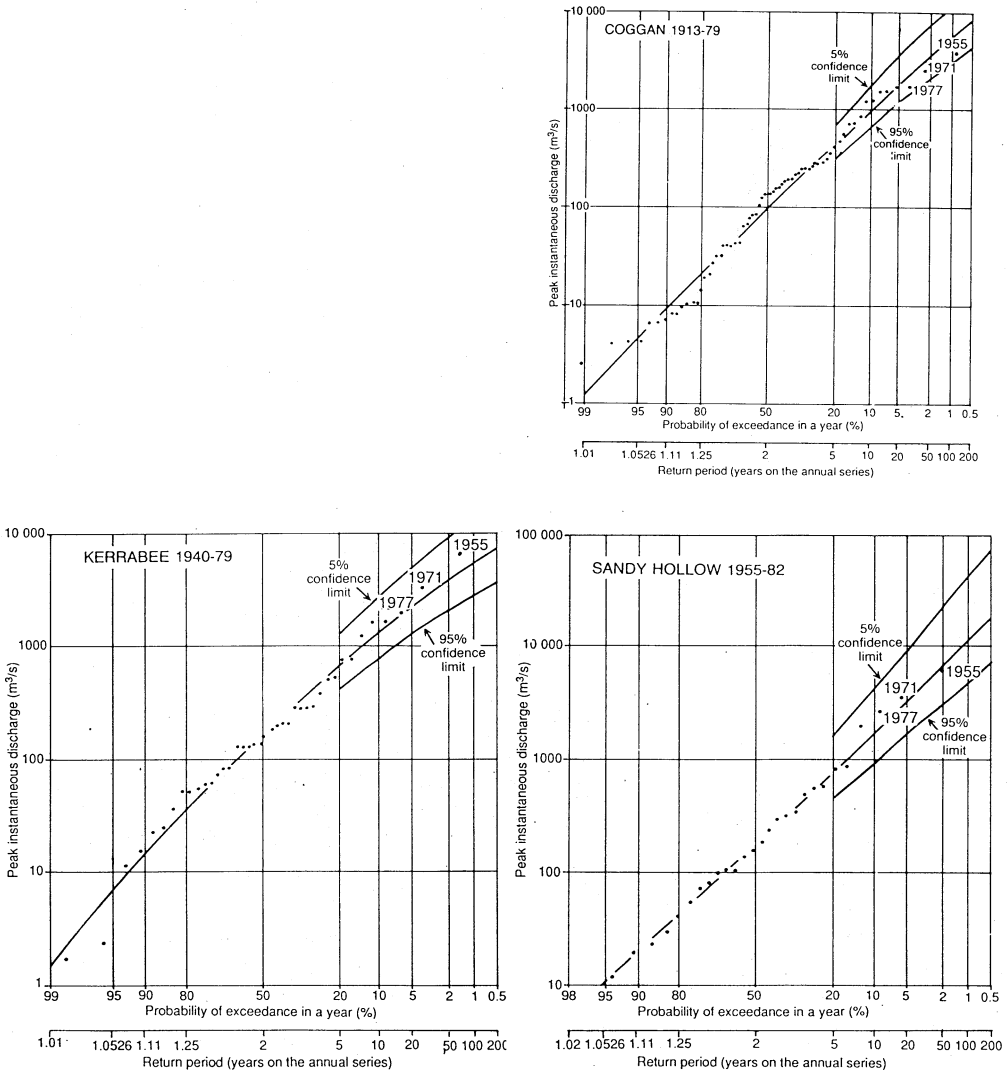 COGGAN 1913-79
10 000
1000
100
10
1
Peak instantaneous discharge (m³/s)
5%
confidence
limit
1955
1971
1977
95%
confidence
limit
99 95 90 80 50 20 10 5 2 1 0.5
Probability of exceedance in a year (%)
1.01 1.0526 1.11 1.25 2 5 10 20 50 100 200
Return period (years on the annual series)
KERRABEE 1940-79
10 000
1000
100
10
1
Peak instantaneous discharge (m³/s)
5%
confidence
limit
1955
1971
1977
95%
confidence
limit
99 95 90 80 50 20 10 5 2 1 0.5
Probability of exceedance in a year (%)
1.01 1.0526 1.11 1.25 2 5 10 20 50 100 200
Return period (years on the annual series)
SANDY HOLLOW 1955-82
100 000
10 000
1000
100
10
Peak instantaneous discharge (m³/s)
5%
confidence
limit
1971
1955
1977
95%
confidence
limit
98 95 90 80 50 20 10 5 2 1 0.5
Probability of exceedance in a year (%)
1.02 1.0526 1.11 1.25 2 5 10 20 50 100 200
Return period (years on the annual series)